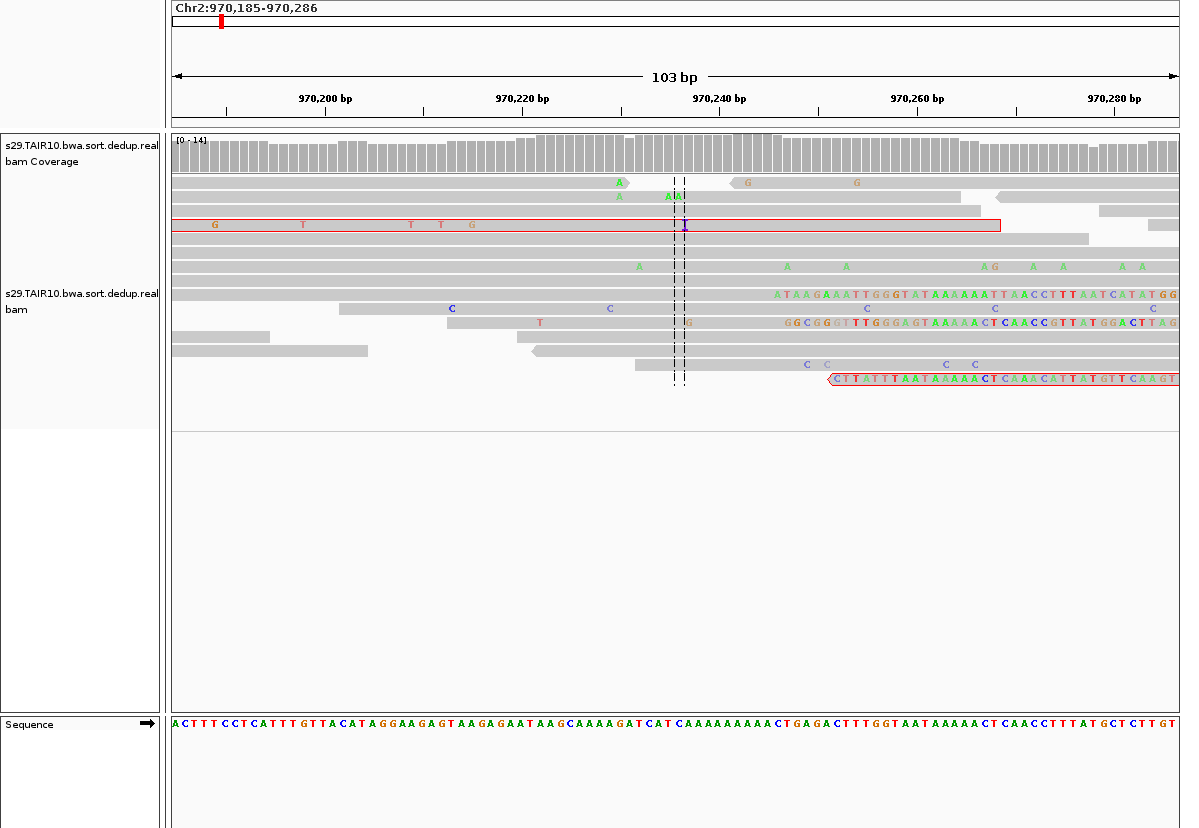 Chr2:970,185-970,286
103 bp
970,200 bp 970,220 bp 970,240 bp 970,260 bp 970,280 bp
s29.TAIR10.bwa.sort.dedup.real
bam Coverage
[0 - 14]
A G G
A A A
G T T T G I
A A A A G A A A A
s29.TAIR10.bwa.sort.dedup.real
bam
ATAAGAAATTGGGTATAAAAAATTAACCTTTAATCATATGG
C C C C C
T G GGCGGGTTTGGGAGTAAAAACTCAACCGTTATGGACTTAG
C C C C
CTTATTTAATAAAAACTCAAACATTATGTTCAAGT
Sequence
ACTTTCCTCATTTGTTACATAGGAAGAGTAAGAGAATAAGCAAAAGATCATCAAAAAAAAACTGAGACTTTGGTAATAAAAACTCAACCTTTATGCTCTTGT